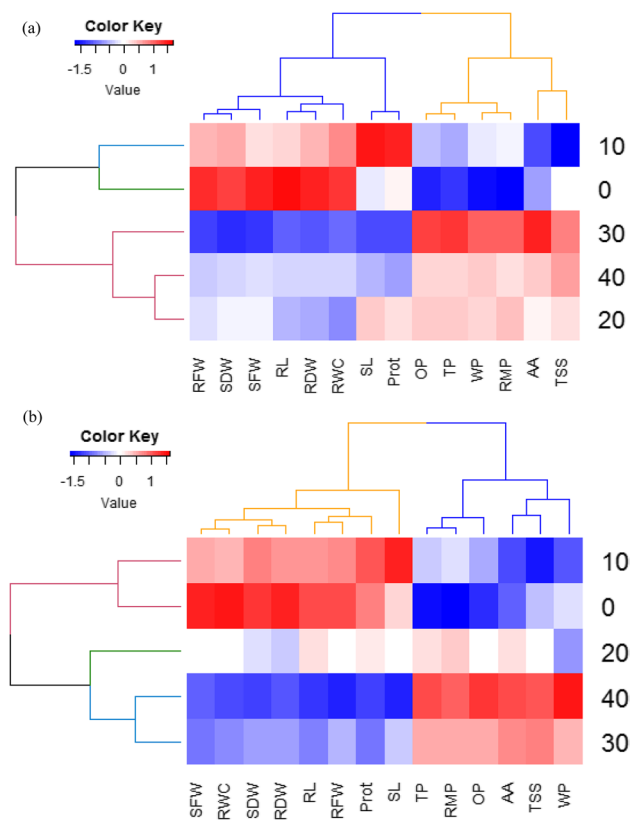 (a)
Color Key
-1.5 0 1
Value
10
0
30
40
20
RFW SDW SFW RL RDW RWC SL Prot OP TP WP RMP AA TSS
(b)
Color Key
-1.5 0 1
Value
10
0
20
40
30
SFW RWC SDW RDW RL RFW Prot SL TP RMP OP AA TSS WP